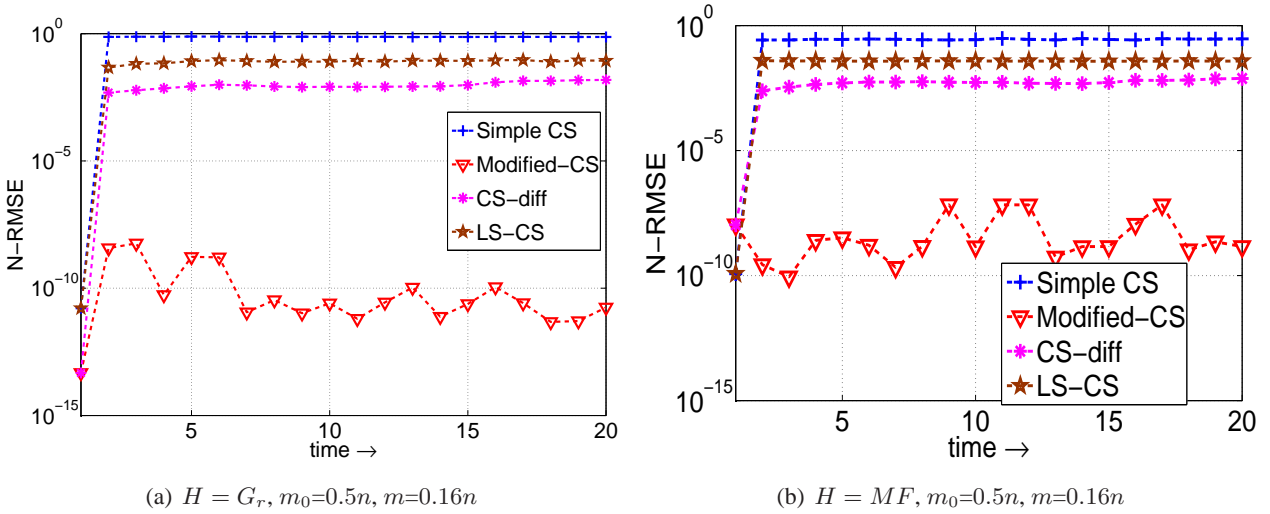 10^0
10^−5
10^−10
10^−15
N−RMSE
Simple CS
Modified−CS
CS−diff
LS−CS
5
10
15
20
time →
(a) H = G_r, m_0=0.5n, m=0.16n
10^0
10^−5
10^−10
10^−15
N−RMSE
Simple CS
Modified−CS
CS−diff
LS−CS
5
10
15
20
time →
(b) H = MF, m_0=0.5n, m=0.16n